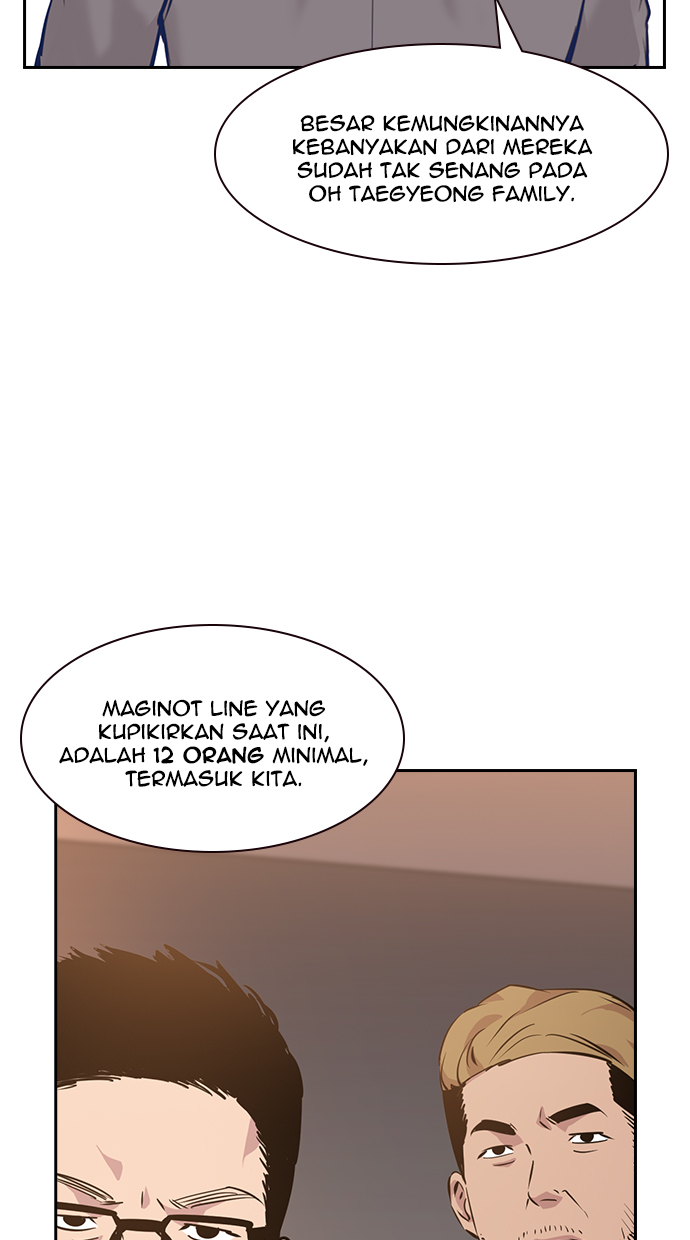 BESAR KEMUNGKINANNYA
KEBANYAKAN DARI MEREKA
SUDAH TAK SENANG PADA
OH TAEGYEONG FAMILY.
MAGINOT LINE YANG
KUPIKIRKAN SAAT INI,
ADALAH 12 ORANG MINIMAL,
TERMASUK KITA.